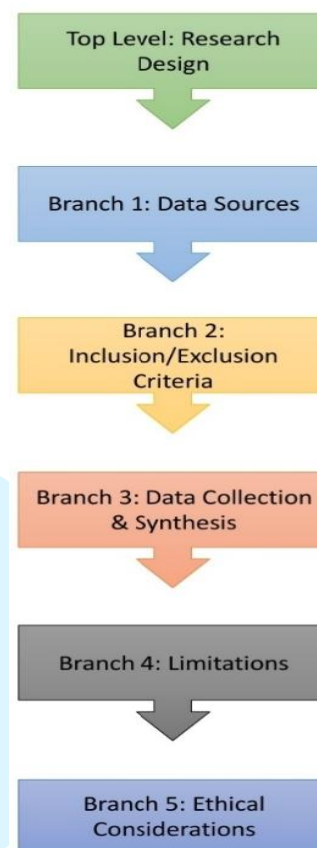 Top Level: Research
Design
Branch 1: Data Sources
Branch 2:
Inclusion/Exclusion
Criteria
Branch 3: Data Collection
& Synthesis
Branch 4: Limitations
Branch 5: Ethical
Considerations